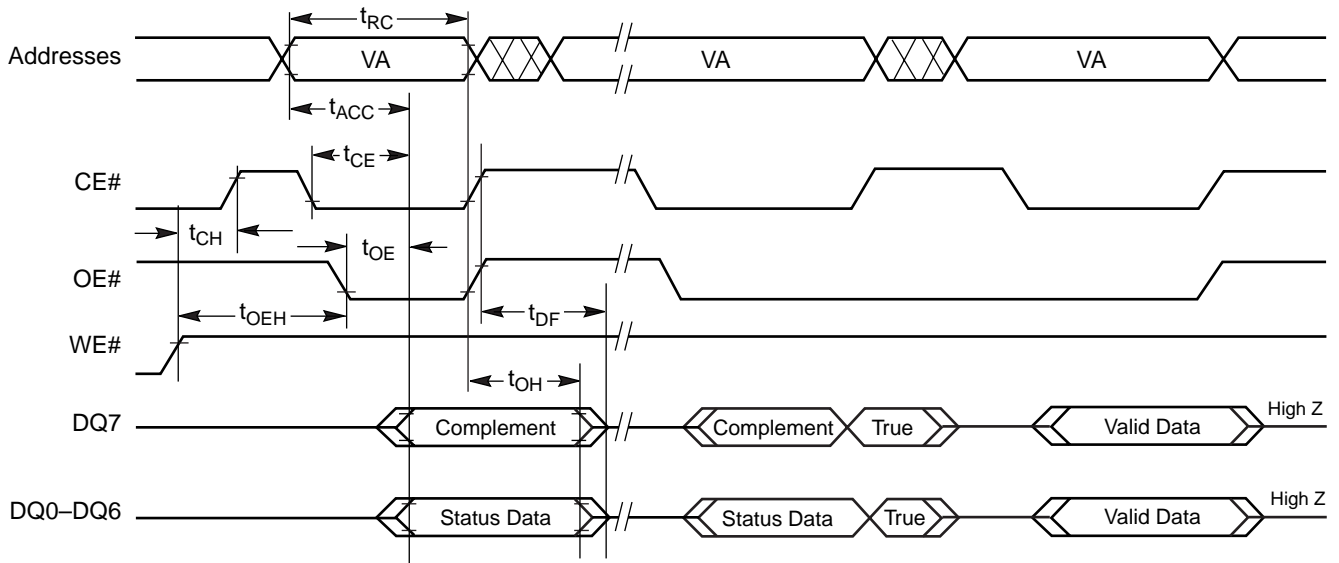 tRC
Addresses VA VA VA
tACC
tCE
CE#
tCH tOE
OE#
tOEH tDF
WE#
tOH
DQ7 Complement Complement True Valid Data High Z
DQ0–DQ6 Status Data Status Data True Valid Data High Z